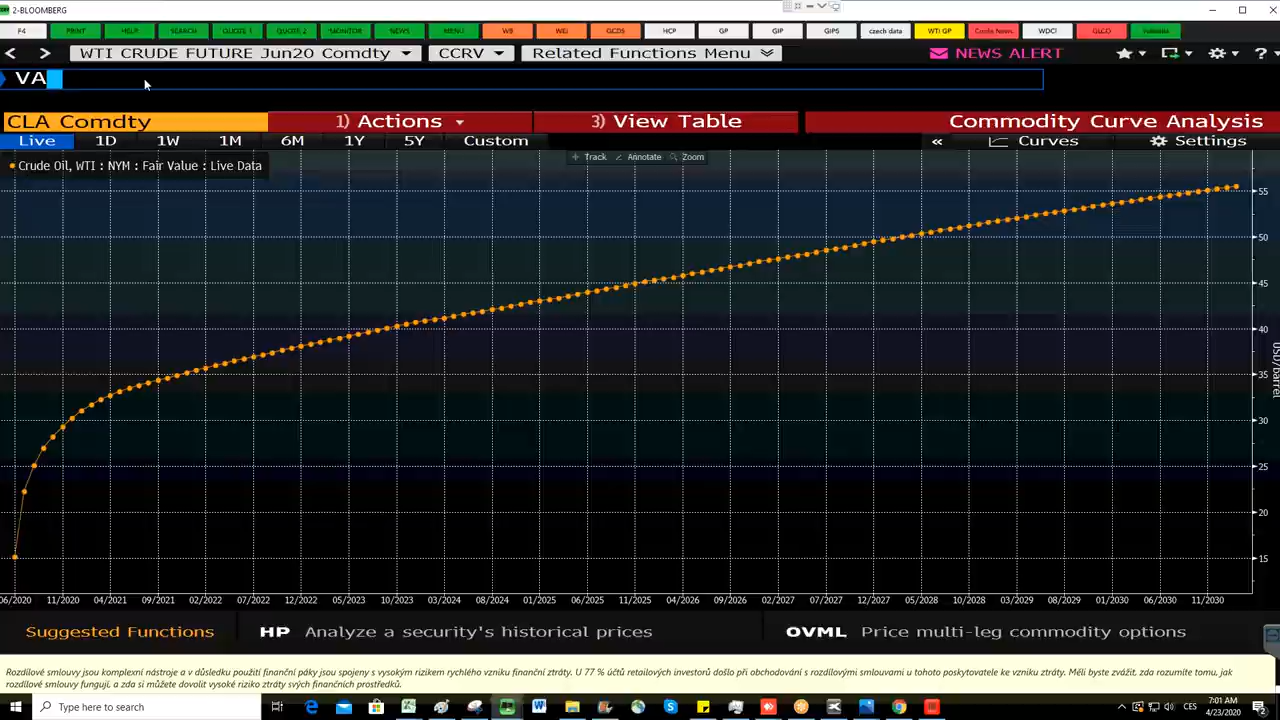 2-BLOOMBERG
F4 PRINT HELP SEARCH QUOTE 1 QUOTE 2 MONITOR NEWS MENU WB WEI GCDS HCP GP GIP GIPS czech data WTI GP WDCI GLCO
WTI CRUDE FUTURE Jun20 Comdty CCRV Related Functions Menu NEWS ALERT
VA
CLA Comdty 1) Actions 3) View Table Commodity Curve Analysis
Live 1D 1W 1M 6M 1Y 5Y Custom « Curves Settings
Track Annotate Zoom
Crude Oil, WTI : NYM : Fair Value : Live Data
55
50
45
40
35
30
25
20
15
USD/barrel
06/2020 11/2020 04/2021 09/2021 02/2022 07/2022 12/2022 05/2023 10/2023 03/2024 08/2024 01/2025 06/2025 11/2025 04/2026 09/2026 02/2027 07/2027 12/2027 05/2028 10/2028 03/2029 08/2029 01/2030 06/2030 11/2030
Suggested Functions HP Analyze a security's historical prices OVML Price multi-leg commodity options
Rozdílové smlouvy jsou komplexní nástroje a v důsledku použití finanční páky jsou spojeny s vysokým rizikem rychlého vzniku finanční ztráty. U 77 % účtů retailových investorů došlo při obchodování s rozdílovými smlouvami u tohoto poskytovatele ke vzniku ztráty. Měli byste zvážit, zda rozumíte tomu, jak
rozdílové smlouvy fungují, a zda si můžete dovolit vysoké riziko ztráty svých finančních prostředků.
Type here to search
CES
7:01 AM
4/23/2020